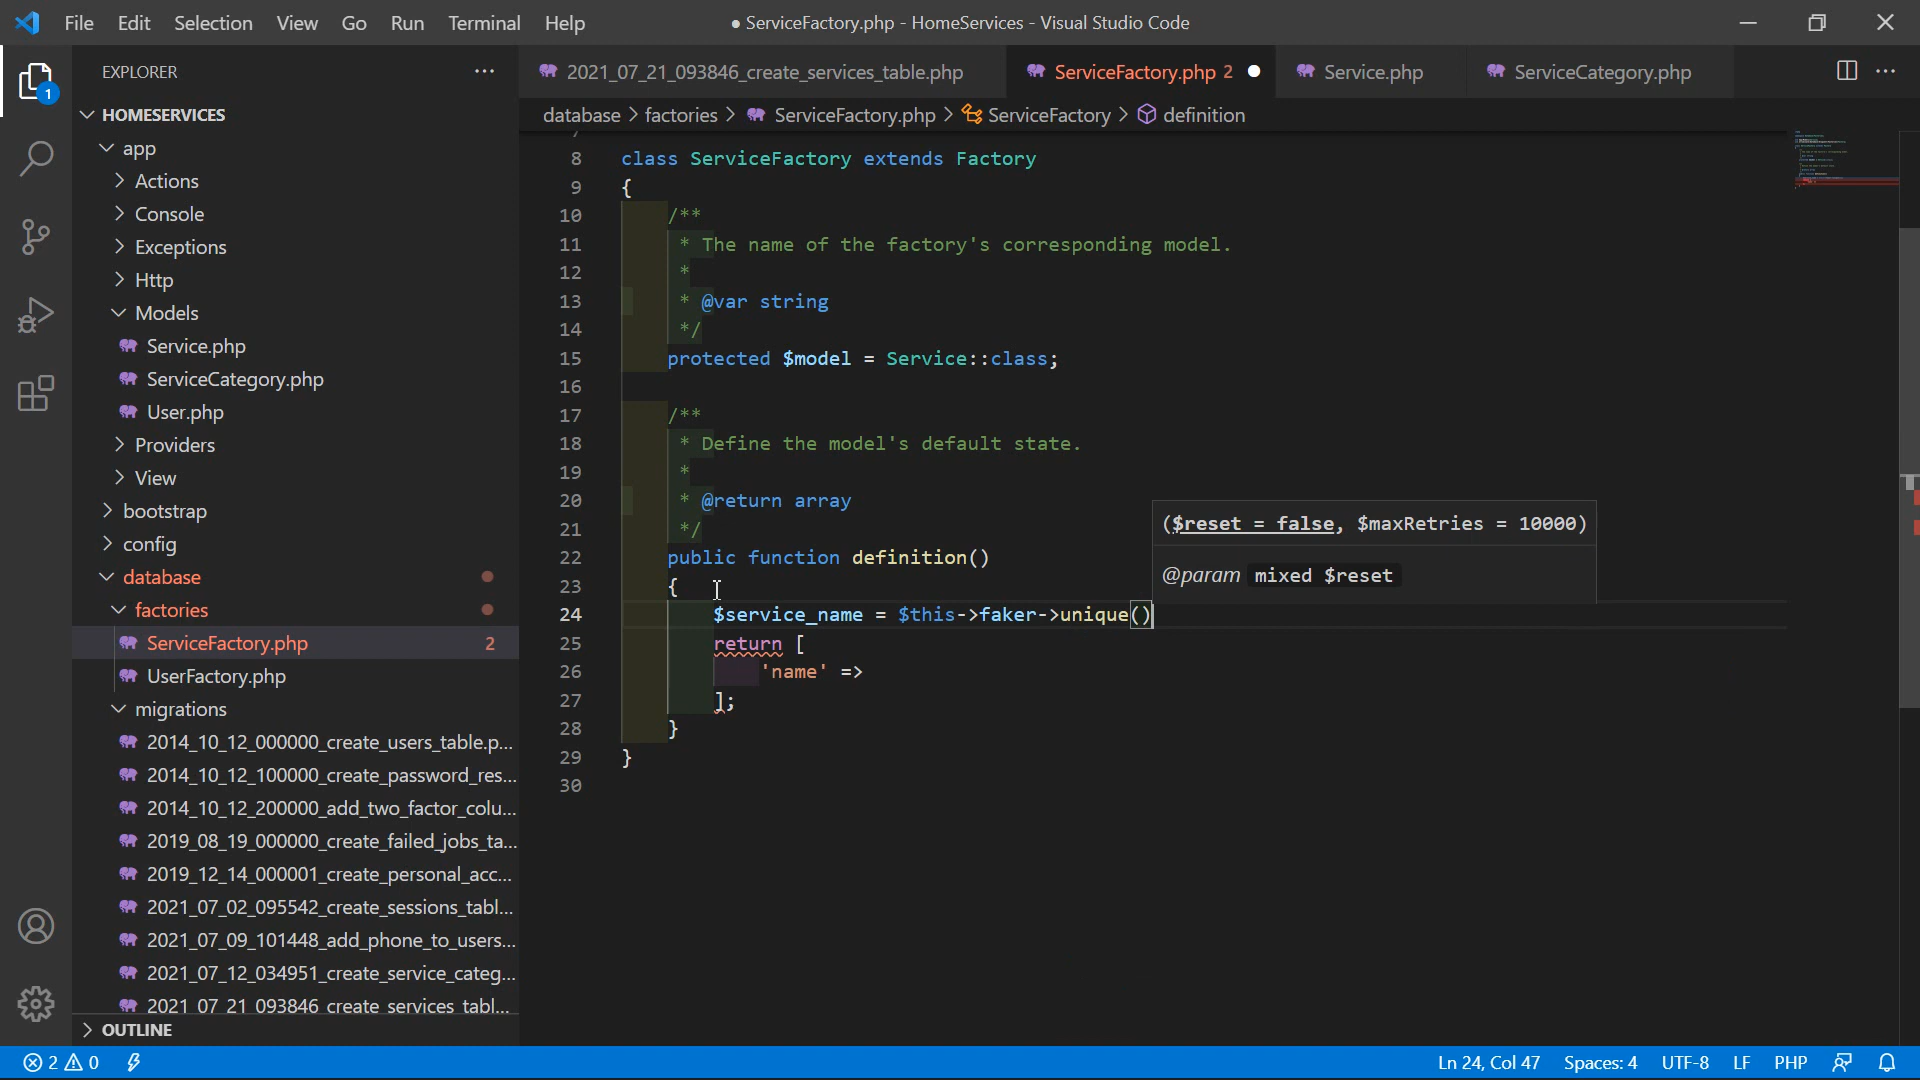 File Edit Selection View Go Run Terminal Help
● ServiceFactory.php - HomeServices - Visual Studio Code
EXPLORER
2021_07_21_093846_create_services_table.php
ServiceFactory.php 2
Service.php
ServiceCategory.php
database > factories > ServiceFactory.php > ServiceFactory > definition
HOMESERVICES
app
Actions
Console
Exceptions
Http
Models
Service.php
ServiceCategory.php
User.php
Providers
View
bootstrap
config
database
factories
ServiceFactory.php 2
UserFactory.php
migrations
2014_10_12_000000_create_users_table.p...
2014_10_12_100000_create_password_res...
2014_10_12_200000_add_two_factor_colu...
2019_08_19_000000_create_failed_jobs_ta...
2019_12_14_000001_create_personal_acc...
2021_07_02_095542_create_sessions_tabl...
2021_07_09_101448_add_phone_to_users...
2021_07_12_034951_create_service_categ...
2021_07_21_093846_create_services_tabl...
OUTLINE
8 class ServiceFactory extends Factory
9 {
10 /**
11 * The name of the factory's corresponding model.
12 *
13 * @var string
14 */
15 protected $model = Service::class;
16
17 /**
18 * Define the model's default state.
19 *
20 * @return array
21 */
22 public function definition()
23 {
24 $service_name = $this->faker->unique()
25 return [
26 'name' =>
27 ];
28 }
29 }
30
($reset = false, $maxRetries = 10000)
@param mixed $reset
1
2 0
Ln 24, Col 47 Spaces: 4 UTF-8 LF PHP